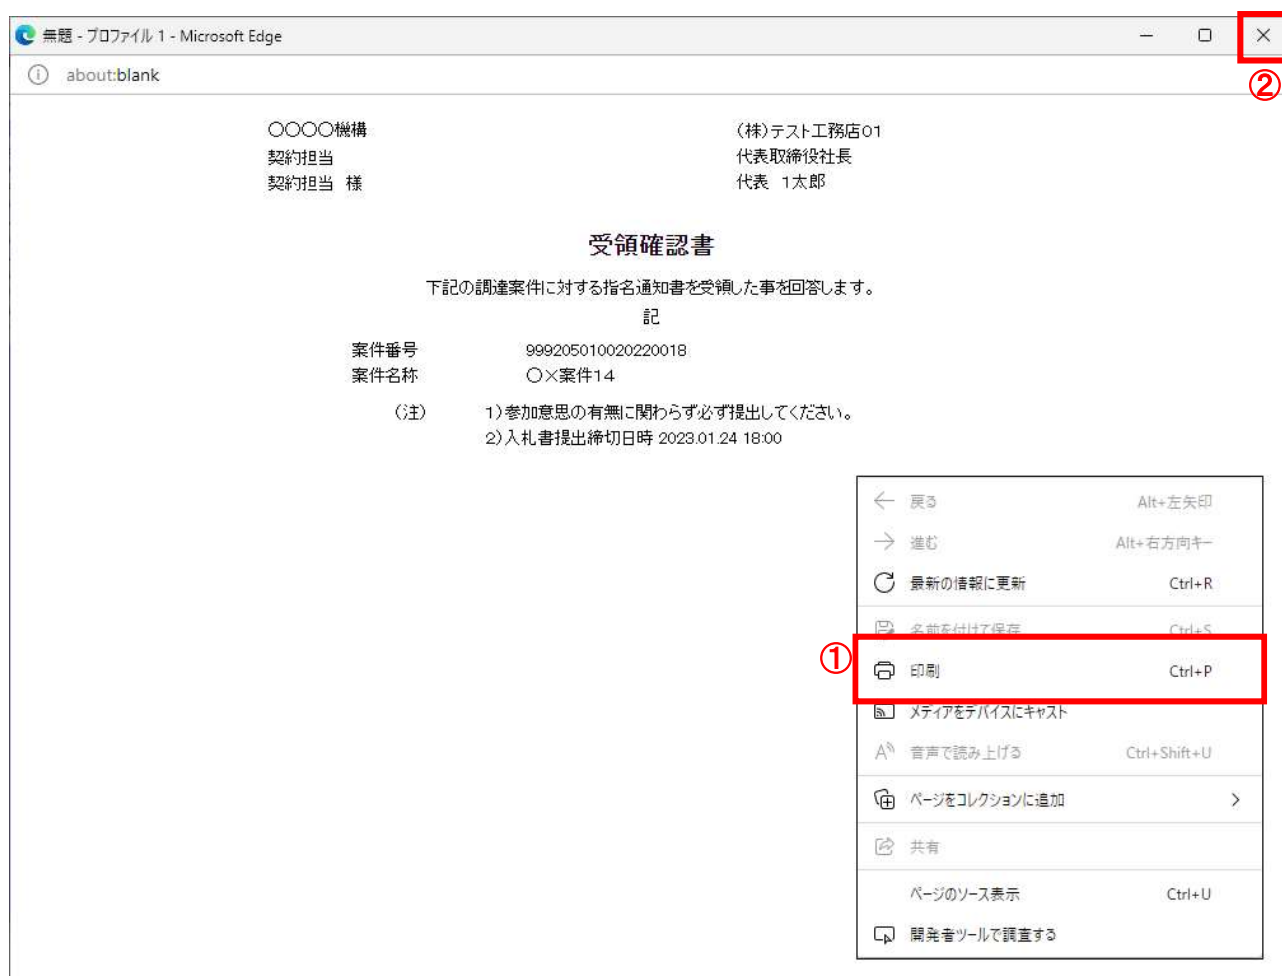 無題 - プロファイル 1 - Microsoft Edge
②
about:blank
〇〇〇〇機構
契約担当
契約担当 様
(株)テスト工務店01
代表取締役社長
代表 1太郎
受領確認書
下記の調達案件に対する指名通知書を受領した事を回答します。
記
案件番号 999205010020220018
案件名称 〇×案件14
(注) 1)参加意思の有無に関わらず必ず提出してください。
2)入札書提出締切日時 2023.01.24 18:00
戻る Alt+左矢印
進む Alt+右方向キー
最新の情報に更新 Ctrl+R
名前を付けて保存 Ctrl+S
① 印刷 Ctrl+P
メディアをデバイスにキャスト
音声で読み上げる Ctrl+Shift+U
ページをコレクションに追加
共有
ページのソース表示 Ctrl+U
開発者ツールで調査する